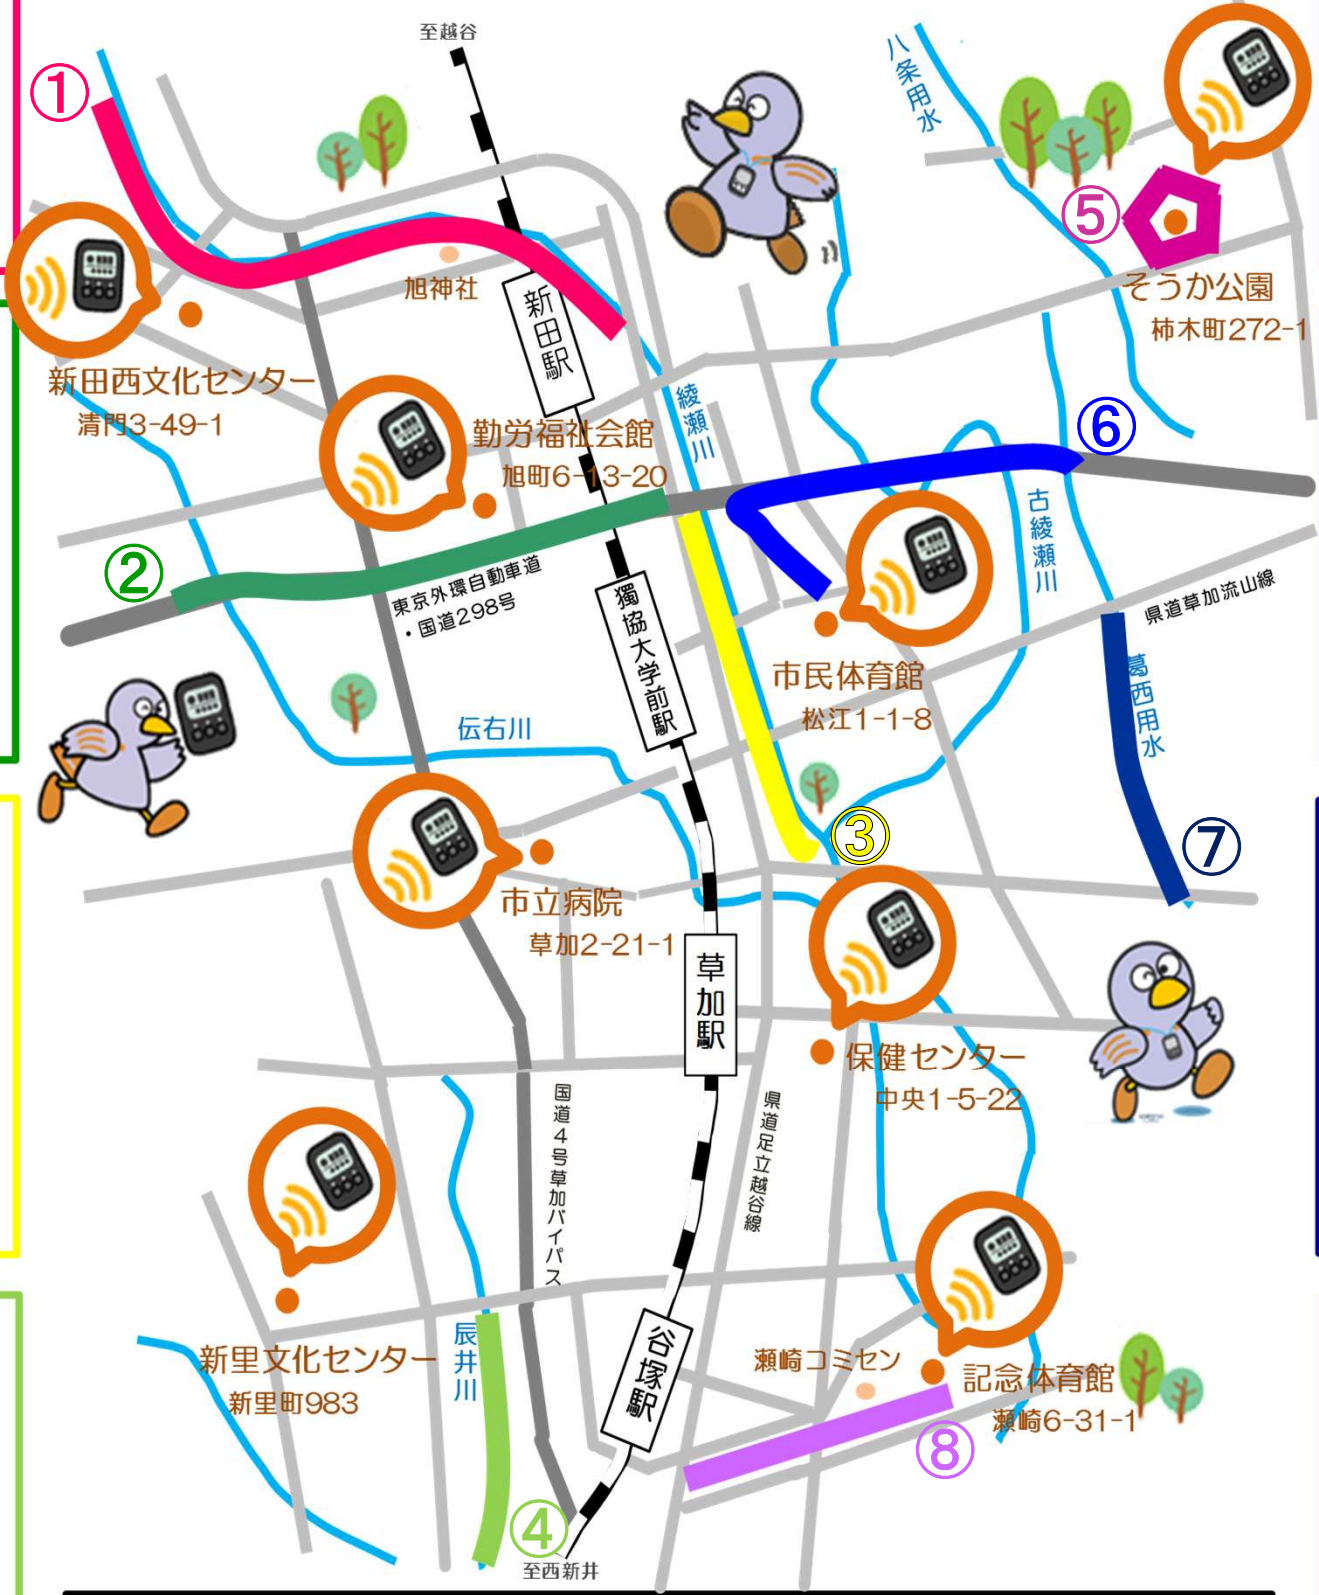 至越谷
①
八条用水
⑤
旭神社
新田駅
そうか公園
柿木町272-1
新田西文化センター
清門3-49-1
綾瀬川
⑥
勤労福祉会館
旭町6-13-20
古綾瀬川
②
東京外環自動車道
・国道298号
獨協大学前駅
県道草加流山線
市民体育館
松江1-1-8
葛西用水
伝右川
③
⑦
市立病院
草加2-21-1
草加駅
保健センター
中央1-5-22
国道4号草加バイパス
県道足立越谷線
新里文化センター
新里町983
辰井川
谷塚駅
瀬崎コミセン
記念体育館
瀬崎6-31-1
⑧
④
至西新井